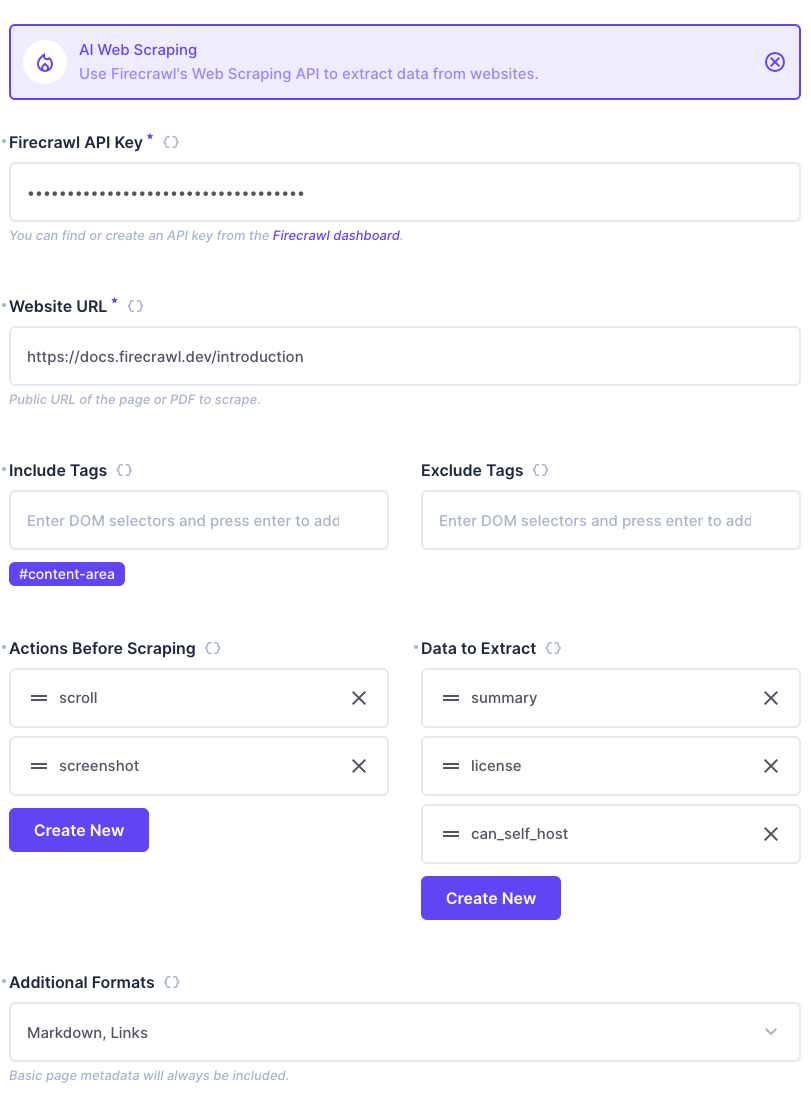 AI Web Scraping
Use Firecrawl's Web Scraping API to extract data from websites.
Firecrawl API Key *
•••••••••••••••••••••••••••••••••••
You can find or create an API key from the Firecrawl dashboard.
Website URL *
https://docs.firecrawl.dev/introduction
Public URL of the page or PDF to scrape.
Include Tags
Enter DOM selectors and press enter to add
#content-area
Exclude Tags
Enter DOM selectors and press enter to add
Actions Before Scraping
scroll
screenshot
Create New
Data to Extract
summary
license
can_self_host
Create New
Additional Formats
Markdown, Links
Basic page metadata will always be included.